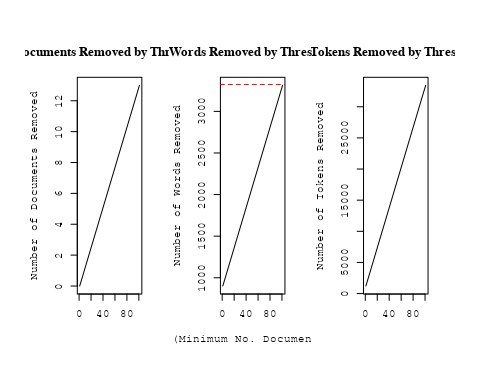 ocuments Removed by Thr
Words Removed by Thres
Tokens Removed by Thres
Number of Documents Removed
0 2 4 6 8 10 12
0 40 80
Number of Words Removed
1000 1500 2000 2500 3000
0 40 80
Number of Tokens Removed
0 5000 15000 25000
0 40 80
(Minimum No. Documen